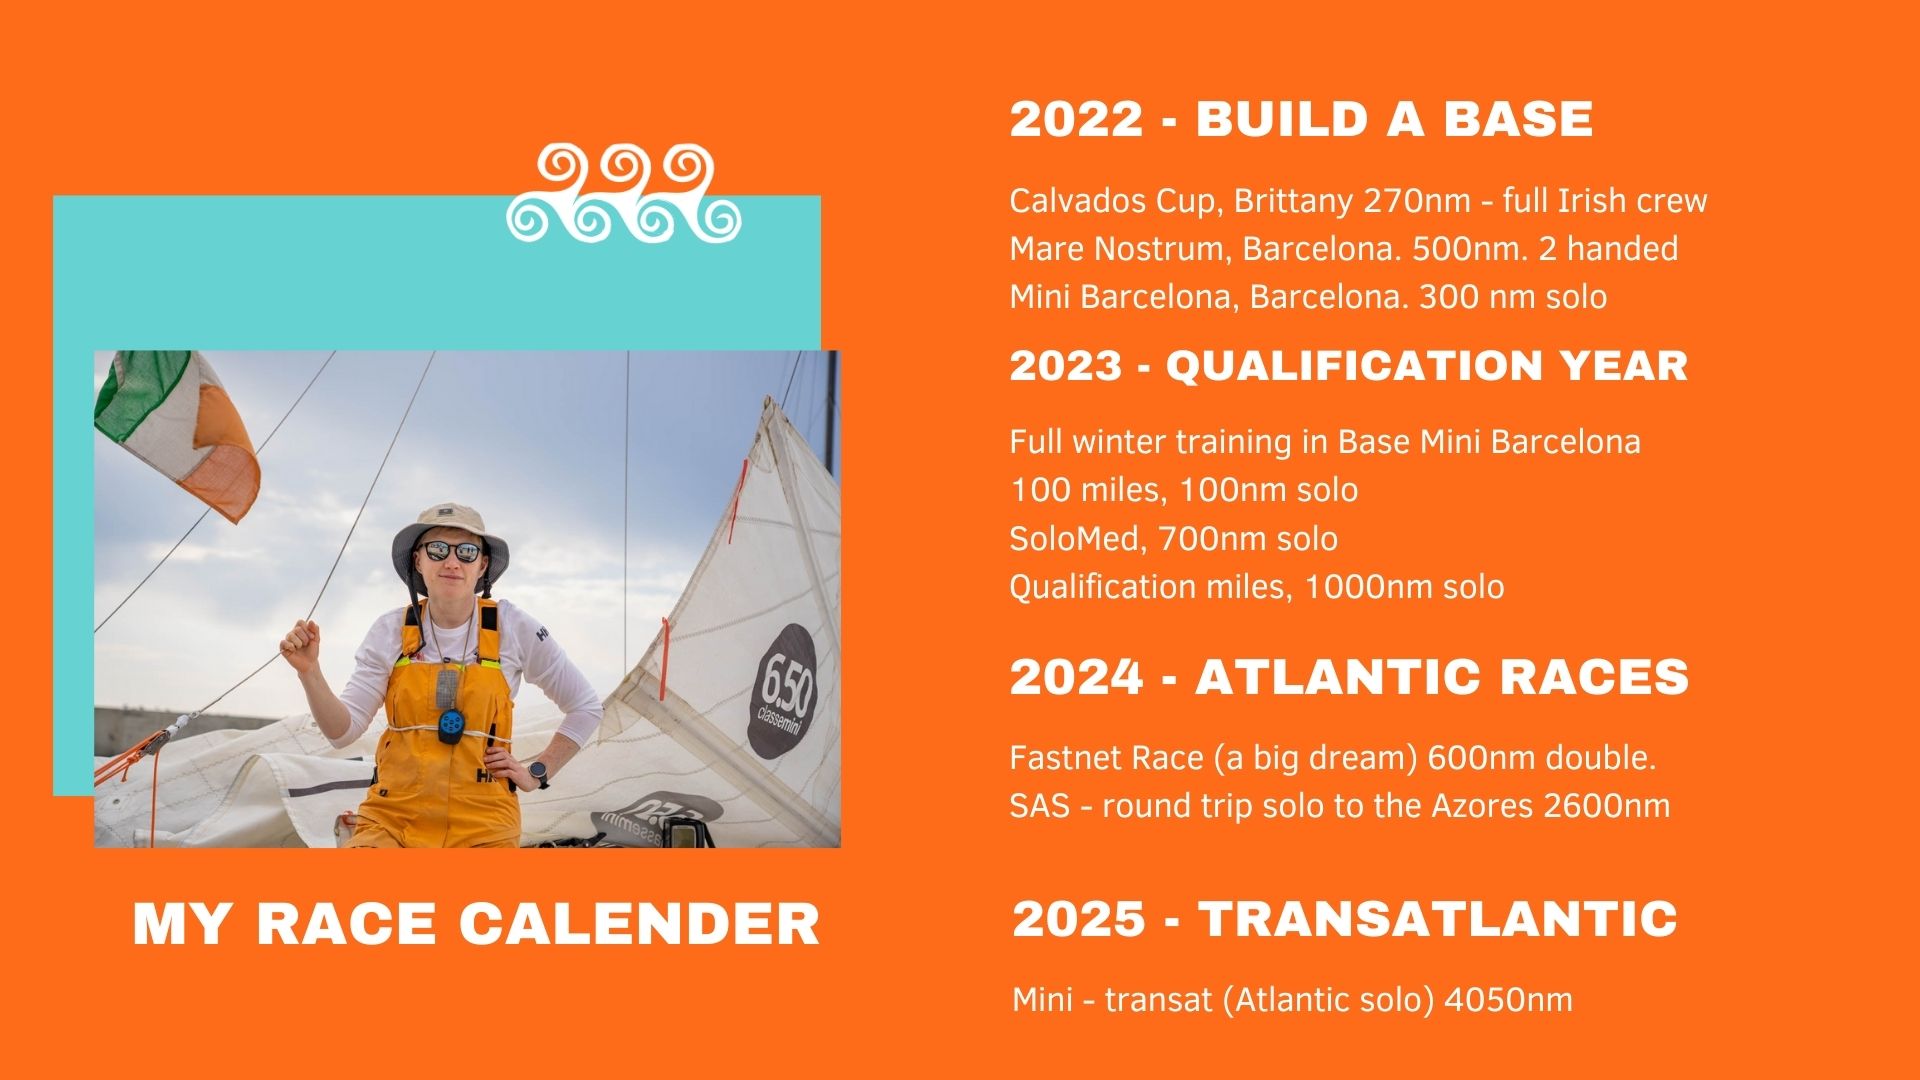 2022 - BUILD A BASE
Calvados Cup, Brittany 270nm - full Irish crew
Mare Nostrum, Barcelona. 500nm. 2 handed
Mini Barcelona, Barcelona. 300 nm solo
2023 - QUALIFICATION YEAR
Full winter training in Base Mini Barcelona
100 miles, 100nm solo
SoloMed, 700nm solo
Qualification miles, 1000nm solo
2024 - ATLANTIC RACES
Fastnet Race (a big dream) 600nm double.
SAS - round trip solo to the Azores 2600nm
2025 - TRANSATLANTIC
Mini - transat (Atlantic solo) 4050nm
MY RACE CALENDER
6.50
classemini